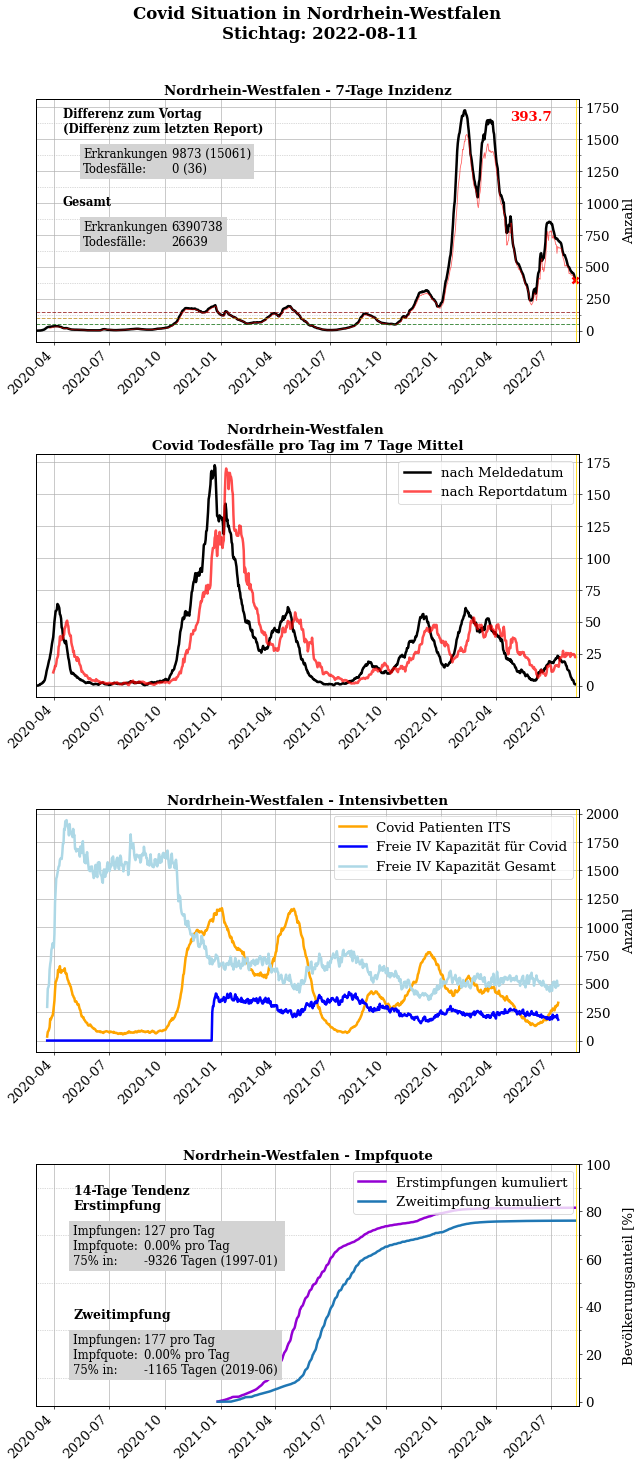 Covid Situation in Nordrhein-Westfalen
Stichtag: 2022-08-11
Nordrhein-Westfalen - 7-Tage Inzidenz
Differenz zum Vortag
(Differenz zum letzten Report)
Erkrankungen 9873 (15061)
Todesfälle: 0 (36)
Gesamt
Erkrankungen 6390738
Todesfälle: 26639
393.7
1750
1500
1250
1000
750
500
250
0
Anzahl
2020-04 2020-07 2020-10 2021-01 2021-04 2021-07 2021-10 2022-01 2022-04 2022-07
Nordrhein-Westfalen
Covid Todesfälle pro Tag im 7 Tage Mittel
nach Meldedatum
nach Reportdatum
175
150
125
100
75
50
25
0
2020-04 2020-07 2020-10 2021-01 2021-04 2021-07 2021-10 2022-01 2022-04 2022-07
Nordrhein-Westfalen - Intensivbetten
Covid Patienten ITS
Freie IV Kapazität für Covid
Freie IV Kapazität Gesamt
2000
1750
1500
1250
1000
750
500
250
0
Anzahl
2020-04 2020-07 2020-10 2021-01 2021-04 2021-07 2021-10 2022-01 2022-04 2022-07
Nordrhein-Westfalen - Impfquote
Erstimpfungen kumuliert
Zweitimpfung kumuliert
14-Tage Tendenz
Erstimpfung
Impfungen: 127 pro Tag
Impfquote: 0.00% pro Tag
75% in: -9326 Tagen (1997-01)
Zweitimpfung
Impfungen: 177 pro Tag
Impfquote: 0.00% pro Tag
75% in: -1165 Tagen (2019-06)
100
80
60
40
20
0
Bevölkerungsanteil [%]
2020-04 2020-07 2020-10 2021-01 2021-04 2021-07 2021-10 2022-01 2022-04 2022-07